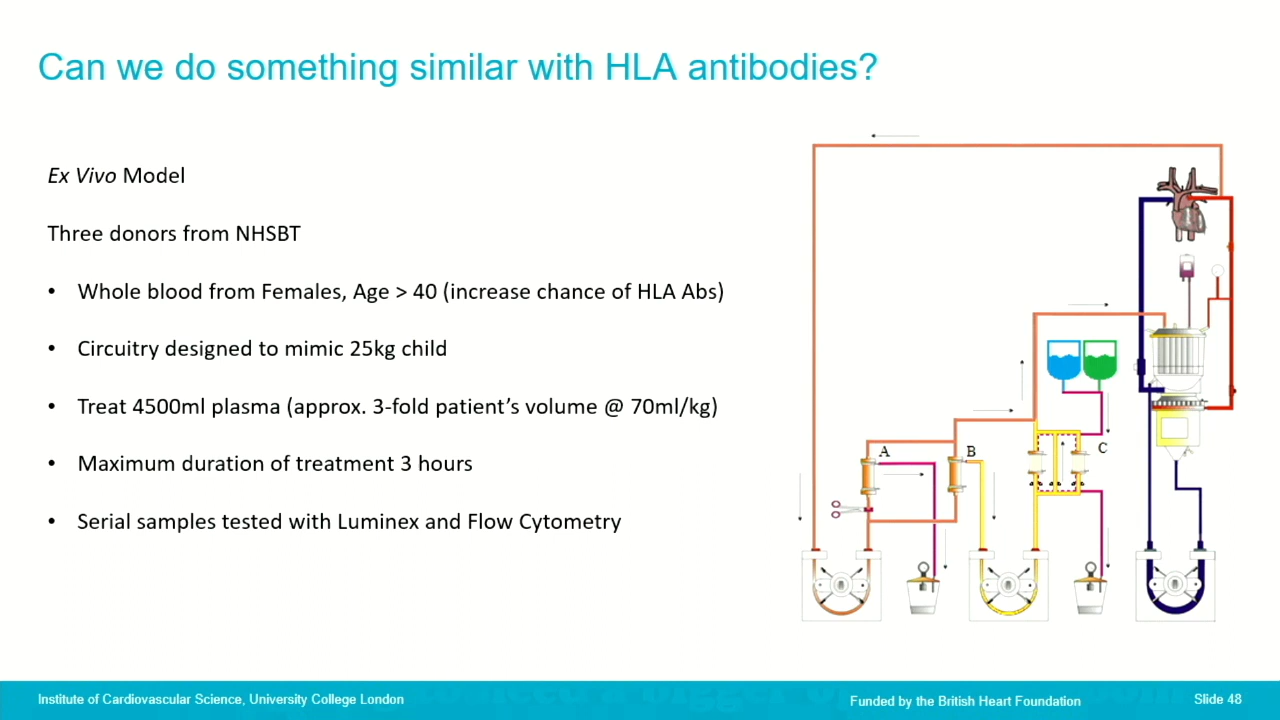 Can we do something similar with HLA antibodies?
Ex Vivo Model
Three donors from NHSBT
• Whole blood from Females, Age > 40 (increase chance of HLA Abs)
• Circuitry designed to mimic 25kg child
• Treat 4500ml plasma (approx. 3-fold patient's volume @ 70ml/kg)
• Maximum duration of treatment 3 hours
• Serial samples tested with Luminex and Flow Cytometry
A
B
C
Institute of Cardiovascular Science, University College London
Funded by the British Heart Foundation
Slide 48